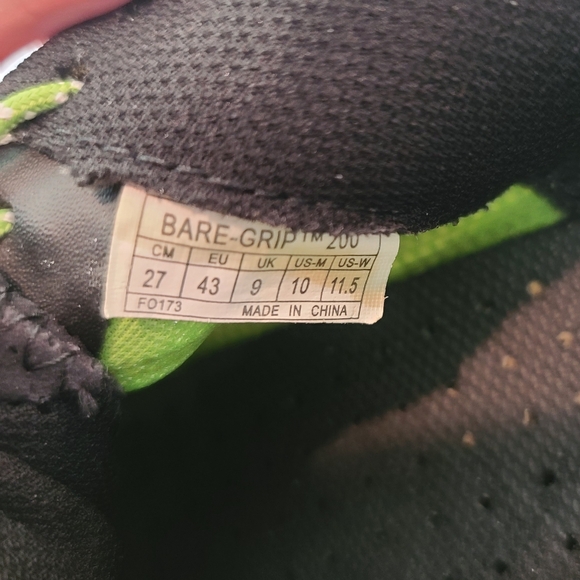 BARE-GRIP™ 200
CM EU UK US-M US-W
27 43 9 10 11.5
FO173 MADE IN CHINA